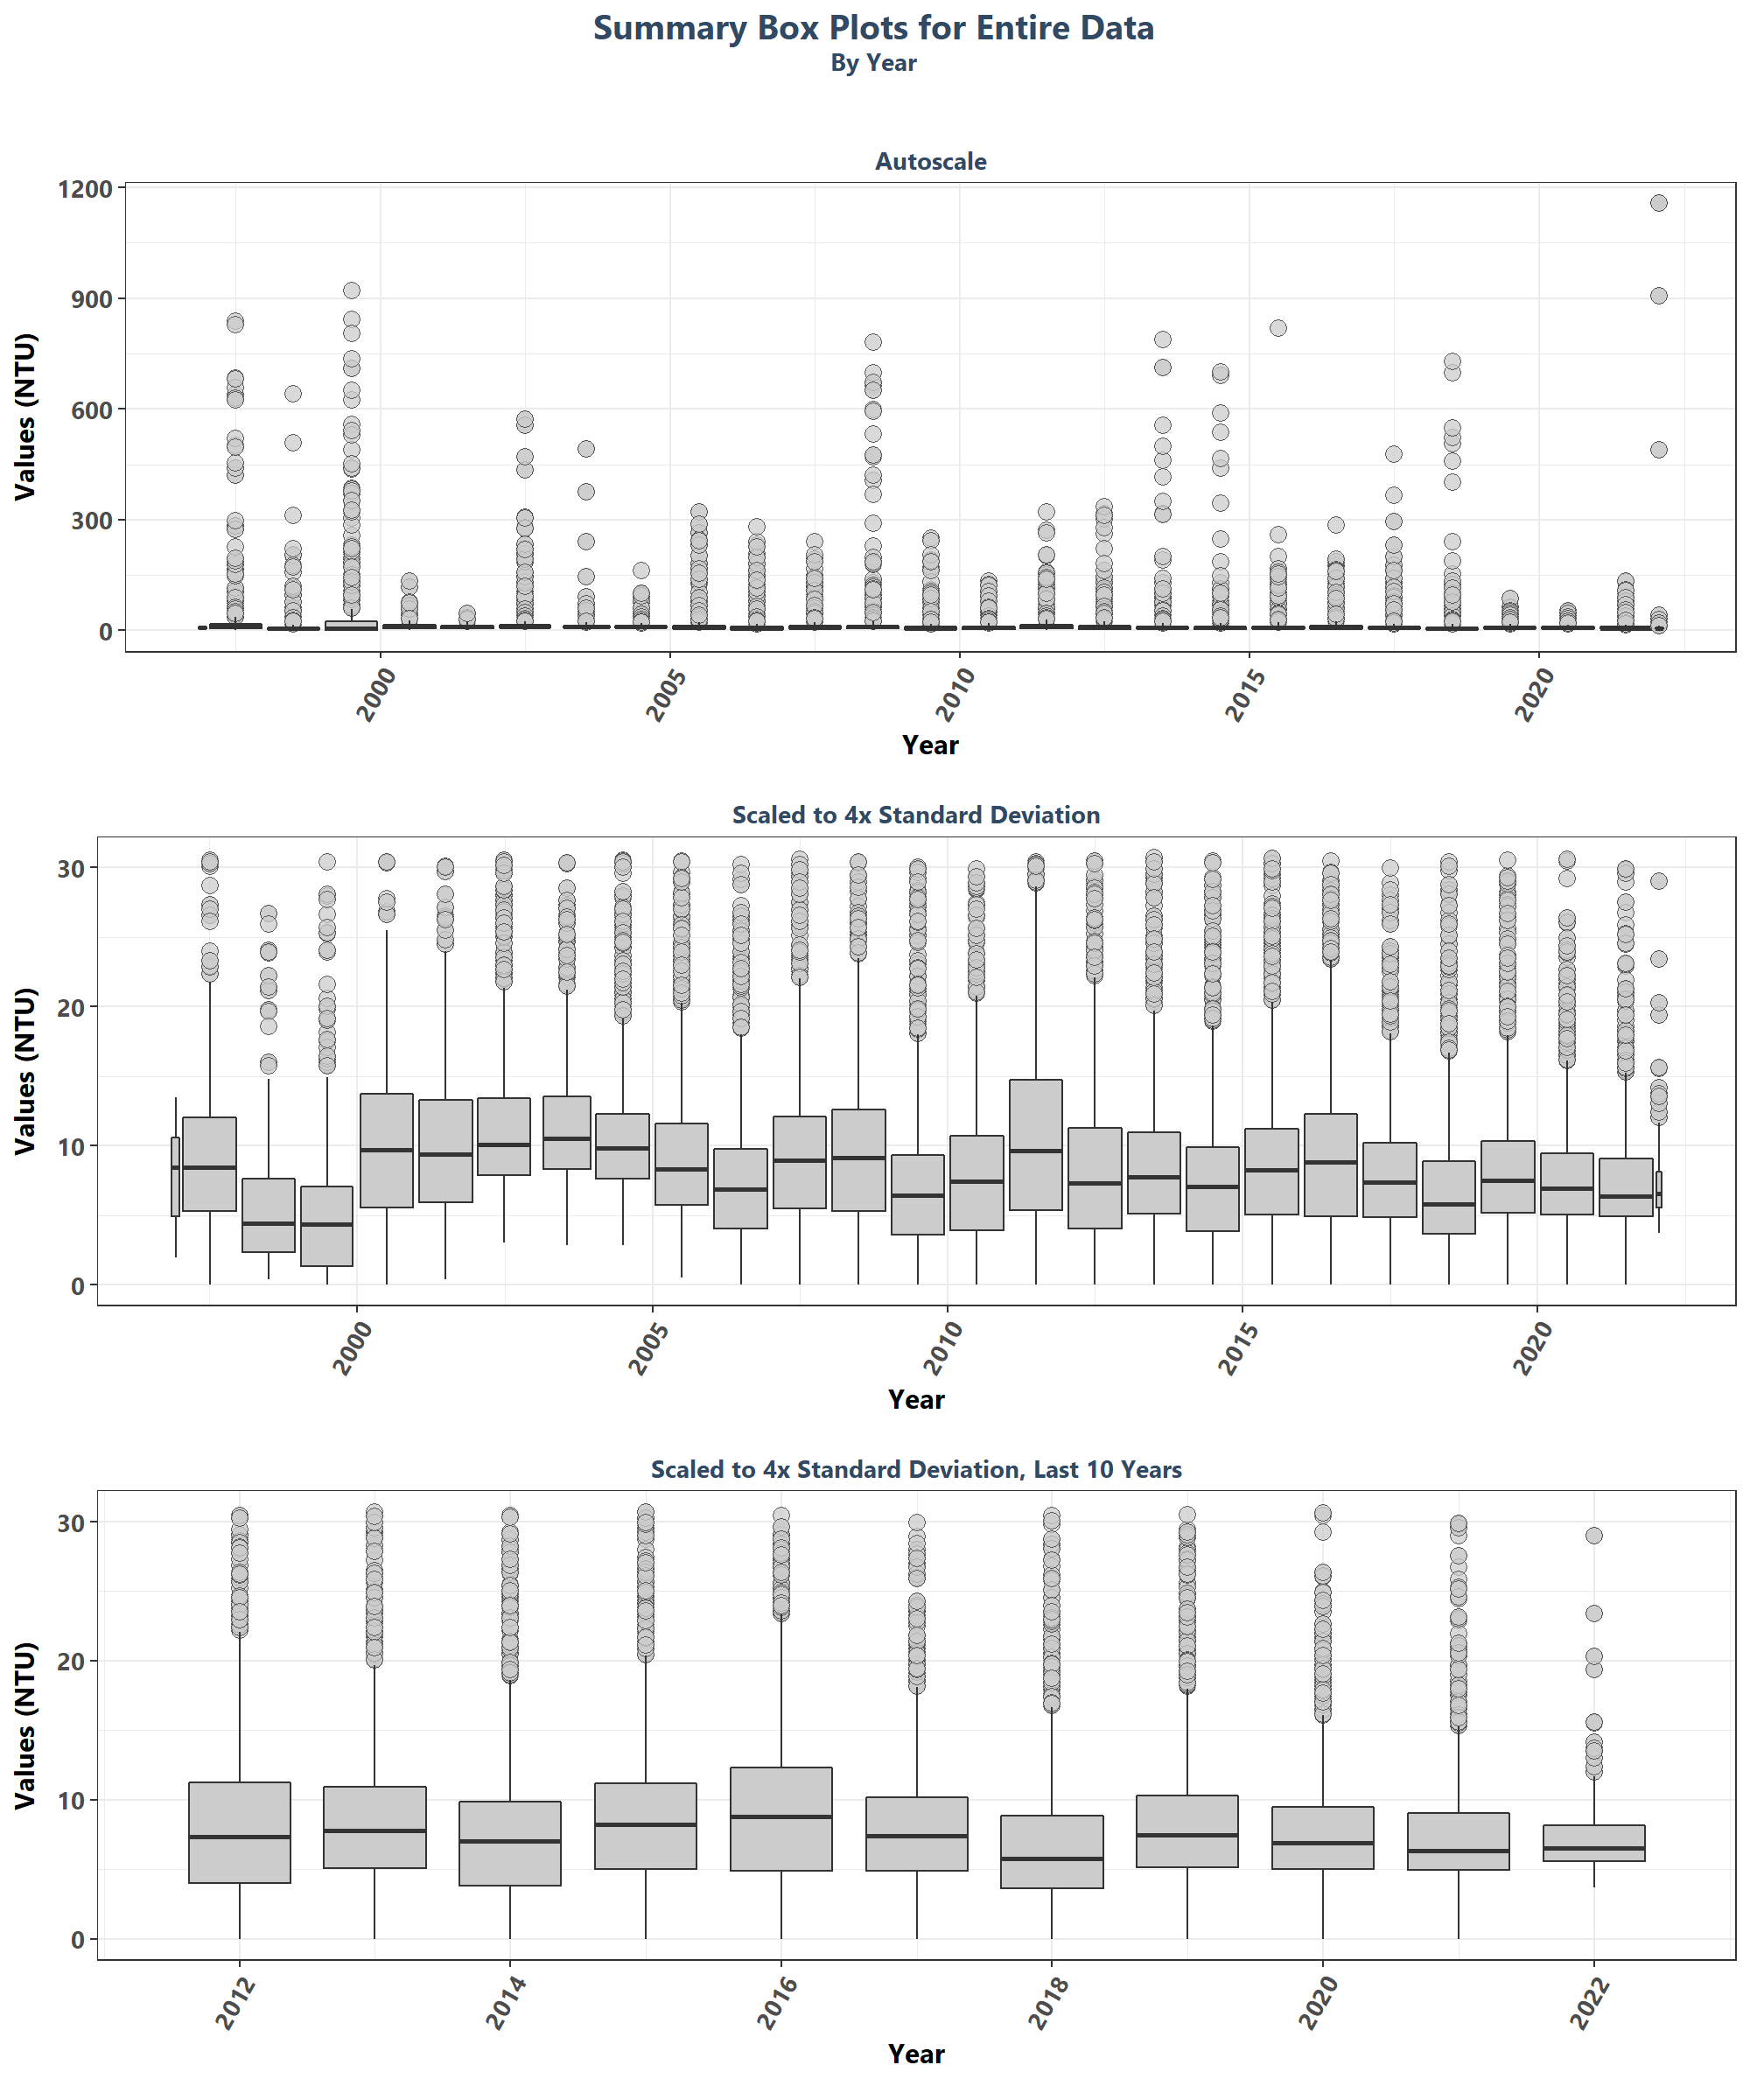 Summary Box Plots for Entire Data
By Year
Autoscale
Values (NTU)
1200
900
600
300
0
2000 2005 2010 2015 2020
Year
Scaled to 4x Standard Deviation
Values (NTU)
30
20
10
0
2000 2005 2010 2015 2020
Year
Scaled to 4x Standard Deviation, Last 10 Years
Values (NTU)
30
20
10
0
2012 2014 2016 2018 2020 2022
Year